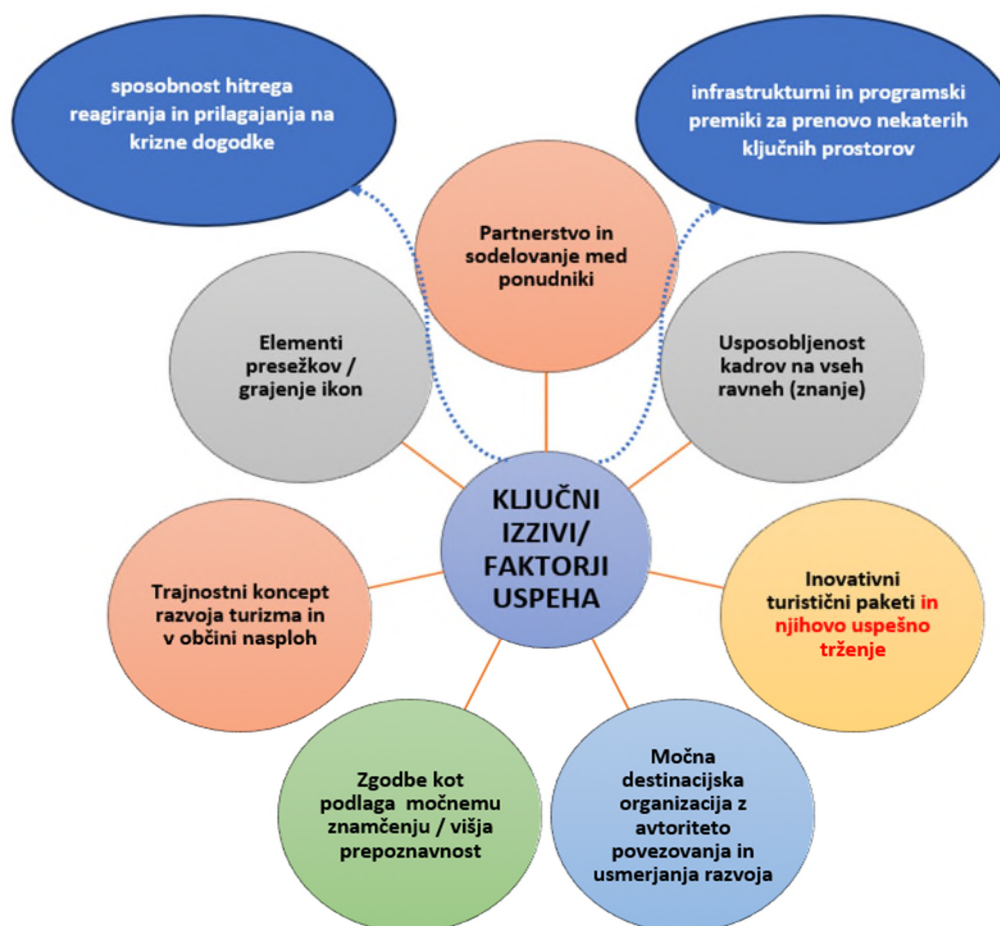 sposobnost hitrega
reagiranja in prilagajanja na
krizne dogodke
infrastrukturni in programski
premiki za prenovo nekaterih
ključnih prostorov
Partnerstvo in
sodelovanje med
ponudniki
Elementi
presežkov /
grajenje ikon
Usposobljenost
kadrov na vseh
ravneh (znanje)
KLJUČNI
IZZIVI/
FAKTORJI
USPEHA
Trajnostni koncept
razvoja turizma in
v občini nasploh
Inovativni
turistični paketi in
njihovo uspešno
trženje
Zgodbe kot
podlaga močnemu
znamčenju / višja
prepoznavnost
Močna
destinacijska
organizacija z
avtoriteto
povezovanja in
usmerjanja razvoja